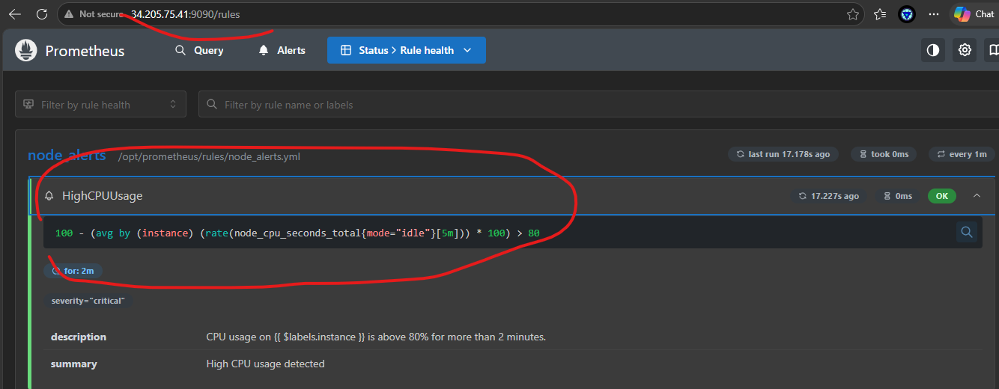 Not secure 34.205.75.41:9090/rules
Chat
Prometheus Query Alerts Status > Rule health
Filter by rule health Filter by rule name or labels
node_alerts /opt/prometheus/rules/node_alerts.yml last run 17.178s ago took 0ms every 1m
HighCPUUsage 17.227s ago 0ms OK
100 - (avg by (instance) (rate(node_cpu_seconds_total{mode="idle"}[5m])) * 100) > 80
for: 2m
severity="critical"
description CPU usage on {{ $labels.instance }} is above 80% for more than 2 minutes.
summary High CPU usage detected